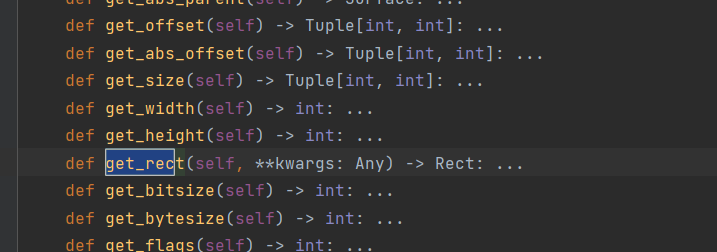 def get_abs_parent(self) -> Surface: ...
def get_offset(self) -> Tuple[int, int]: ...
def get_abs_offset(self) -> Tuple[int, int]: ...
def get_size(self) -> Tuple[int, int]: ...
def get_width(self) -> int: ...
def get_height(self) -> int: ...
def get_rect(self, **kwargs: Any) -> Rect: ...
def get_bitsize(self) -> int: ...
def get_bytesize(self) -> int: ...
def get_flags(self) -> int: ...